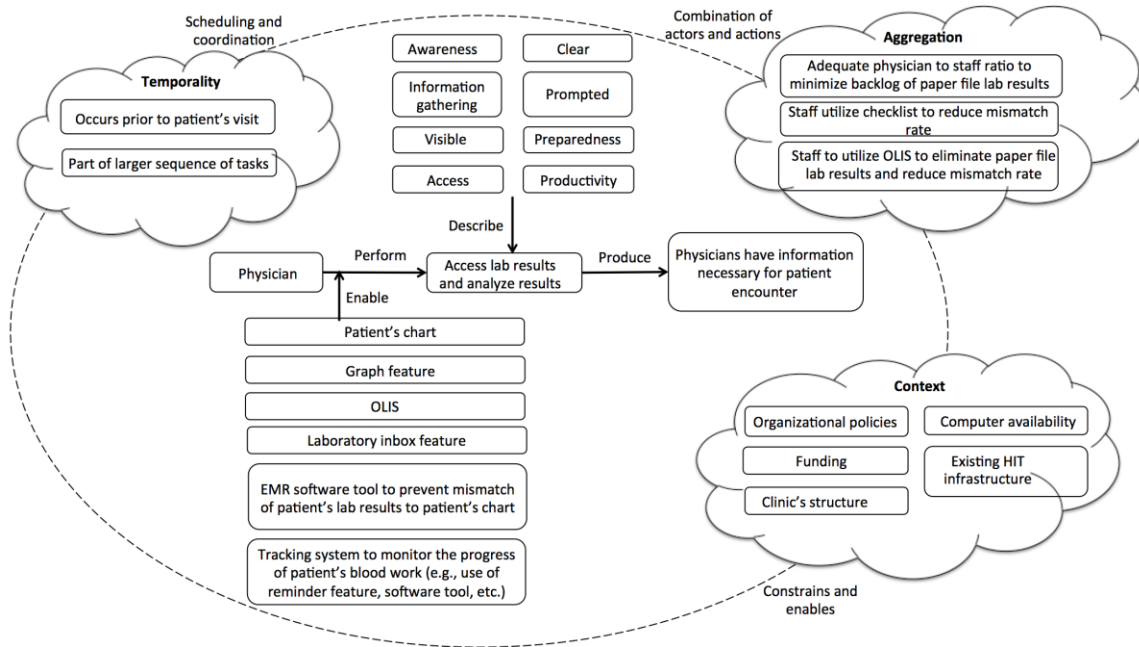 Scheduling and
coordination
Combination of
actors and actions
Temporality
Occurs prior to patient's visit
Part of larger sequence of tasks
Awareness
Clear
Information
gathering
Prompted
Visible
Preparedness
Access
Productivity
Aggregation
Adequate physician to staff ratio to
minimize backlog of paper file lab results
Staff utilize checklist to reduce mismatch
rate
Staff to utilize OLIS to eliminate paper file
lab results and reduce mismatch rate
Describe
Physician
Perform
Access lab results
and analyze results
Produce
Physicians have information
necessary for patient
encounter
Enable
Patient's chart
Graph feature
OLIS
Laboratory inbox feature
EMR software tool to prevent mismatch
of patient's lab results to patient's chart
Tracking system to monitor the progress
of patient's blood work (e.g., use of
reminder feature, software tool, etc.)
Context
Organizational policies
Computer availability
Funding
Existing HIT
infrastructure
Clinic's structure
Constrains and
enables